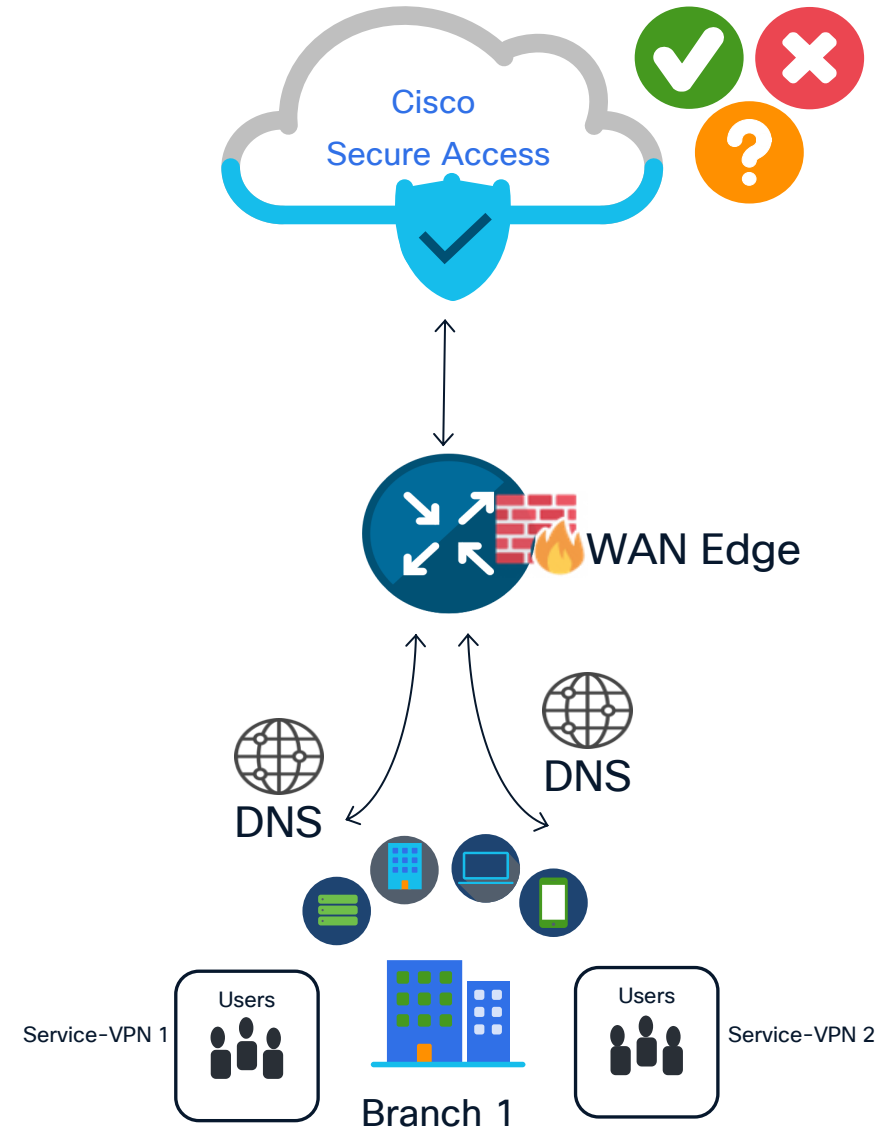 Cisco
Secure Access
WAN Edge
DNS
DNS
Users
Users
Service-VPN 1
Service-VPN 2
Branch 1